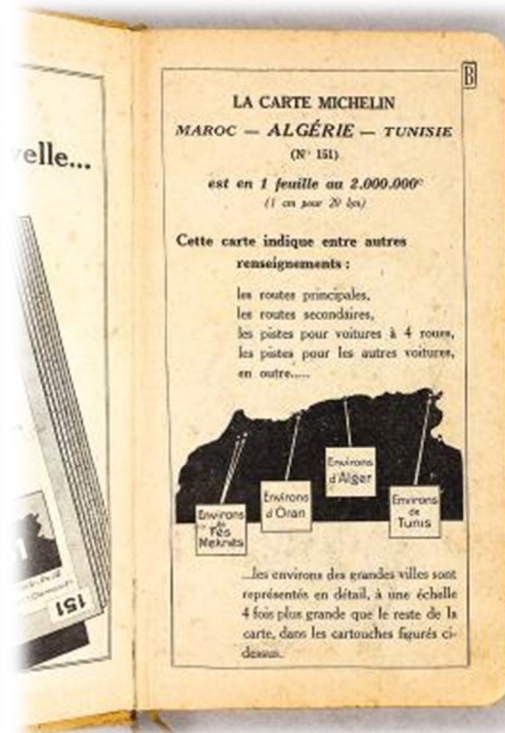 velle...
151
B
LA CARTE MICHELIN
MAROC — ALGÉRIE — TUNISIE
(N° 151)
est en 1 feuille au 2.000.000e
(1 cm pour 20 km)
Cette carte indique entre autres
renseignements :
les routes principales,
les routes secondaires,
les pistes pour voitures à 4 roues,
les pistes pour les autres voitures,
en outre.....
Environs
de
Fès
Meknès
Environs
d'Oran
Environs
d'Alger
Environs
de
Tunis
...les environs des grandes villes sont
représentés en détail, à une échelle
4 fois plus grande que le reste de la
carte, dans les cartouches figurés ci-
dessus.